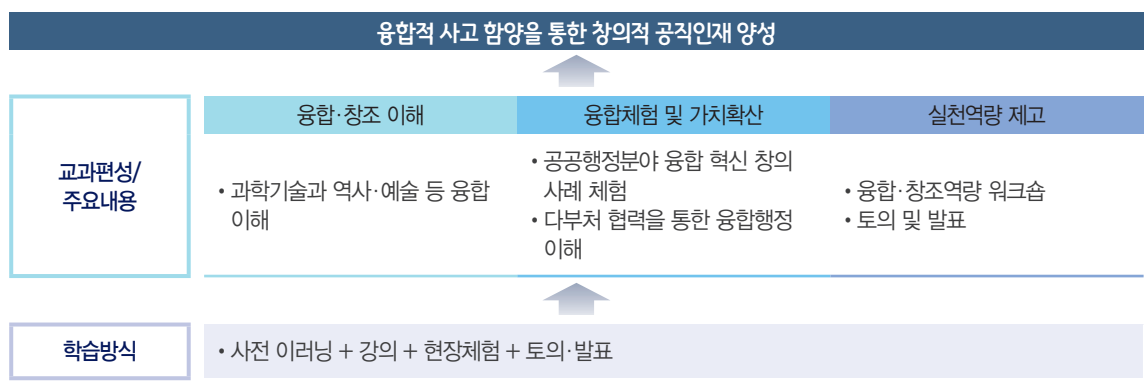 융합적 사고 함양을 통한 창의적 공직인재 양성
교과편성/
주요내용
융합·창조 이해
• 과학기술과 역사·예술 등 융합
이해
융합체험 및 가치확산
• 공공행정분야 융합 혁신 창의
사례 체험
• 다부처 협력을 통한 융합행정
이해
실천역량 제고
• 융합·창조역량 워크숍
• 토의 및 발표
학습방식
• 사전 이러닝 + 강의 + 현장체험 + 토의·발표